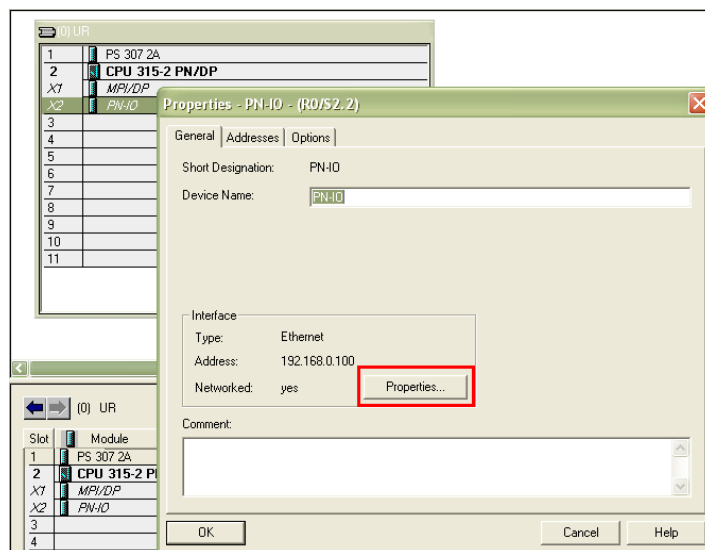 (0) UR
1 PS 307 2A
2 CPU 315-2 PN/DP
X1 MPI/DP
X2 PN-IO
3
4
5
6
7
8
9
10
11
Properties - PN-IO - (R0/S2.2)
General Addresses Options
Short Designation: PN-IO
Device Name: PN-IO
Interface
Type: Ethernet
Address: 192.168.0.100
Networked: yes Properties...
Comment:
OK Cancel Help
(0) UR
Slot Module
1 PS 307 2A
2 CPU 315-2 P
X1 MPI/DP
X2 PN-IO
3
4